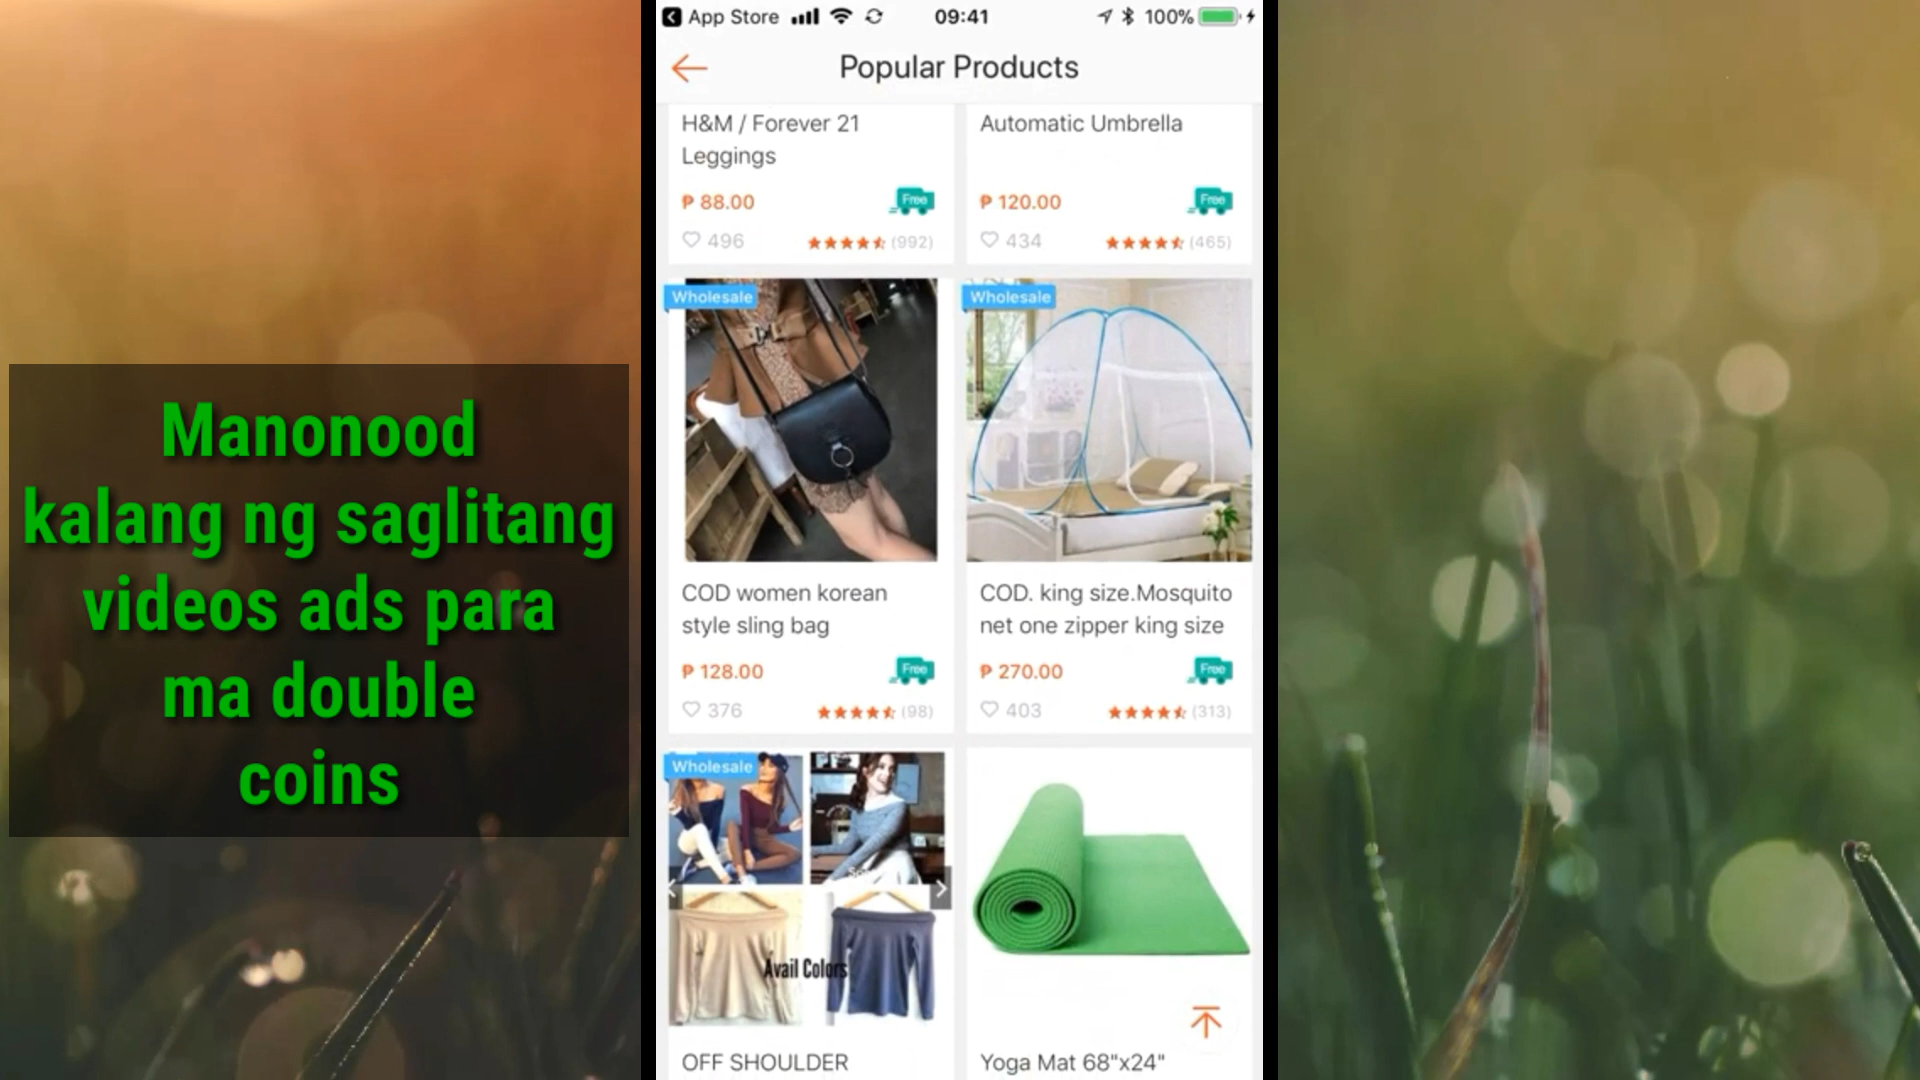 Manonood
kalang ng saglitang
videos ads para
ma double
coins
App Store
09:41
100%
Popular Products
H&M / Forever 21
Leggings
₱ 88.00
Free
496
(992)
Automatic Umbrella
₱ 120.00
Free
434
(465)
Wholesale
COD women korean
style sling bag
₱ 128.00
Free
376
(98)
Wholesale
COD. king size.Mosquito
net one zipper king size
₱ 270.00
Free
403
(313)
Wholesale
Avail Colors
OFF SHOULDER
Yoga Mat 68"x24"